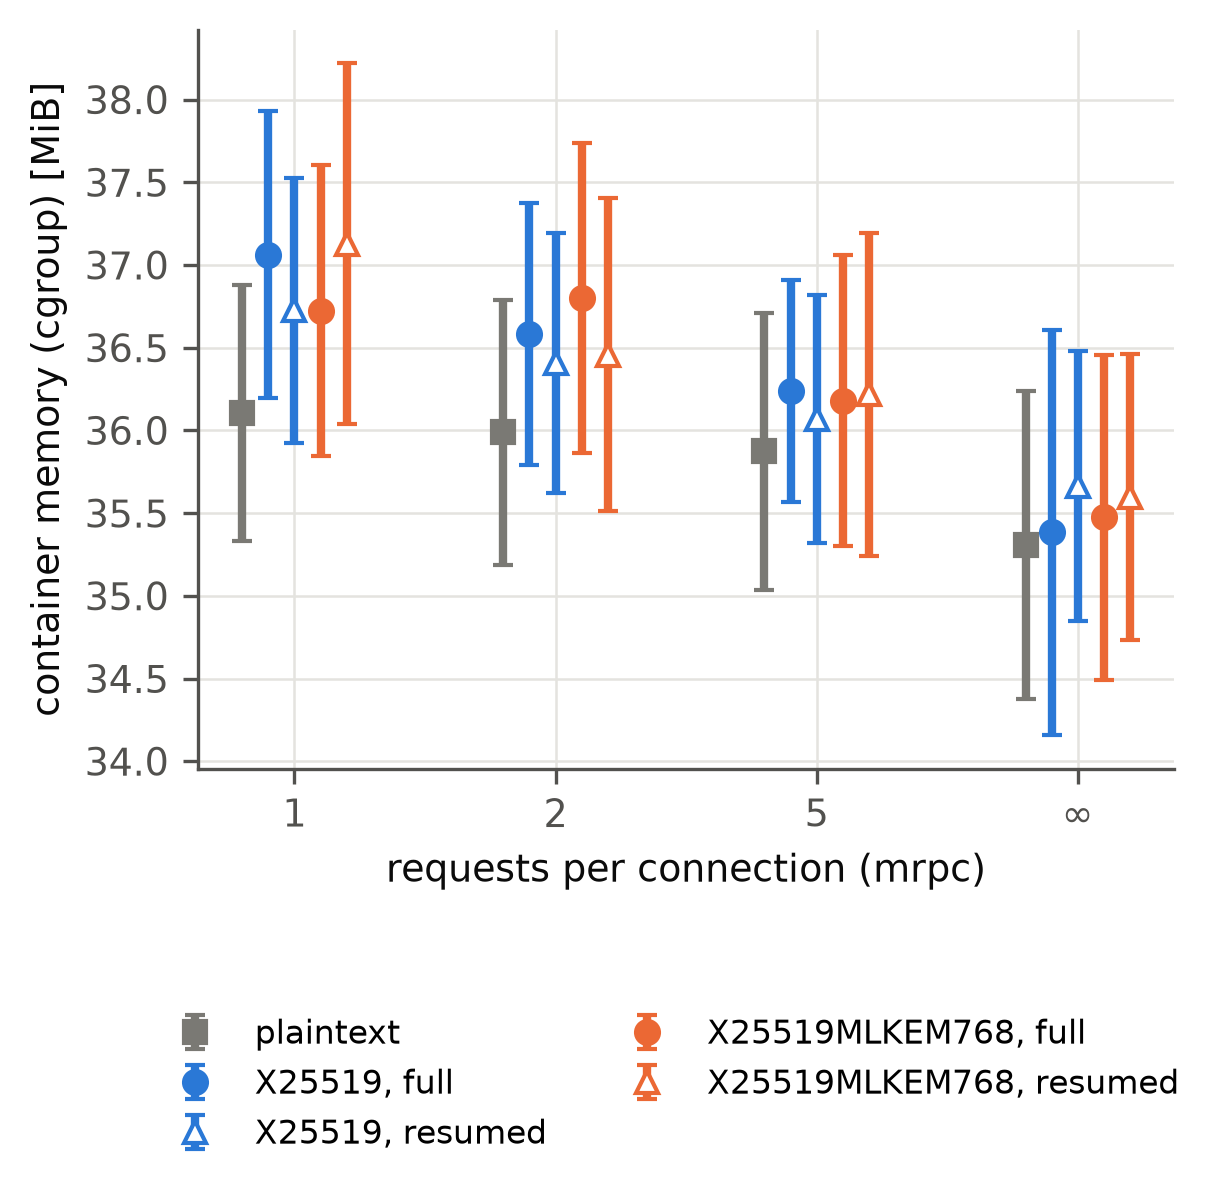 container memory (cgroup) [MiB]
38.0
37.5
37.0
36.5
36.0
35.5
35.0
34.5
34.0
1 2 5 ∞
requests per connection (mrpc)
plaintext
X25519, full
X25519, resumed
X25519MLKEM768, full
X25519MLKEM768, resumed